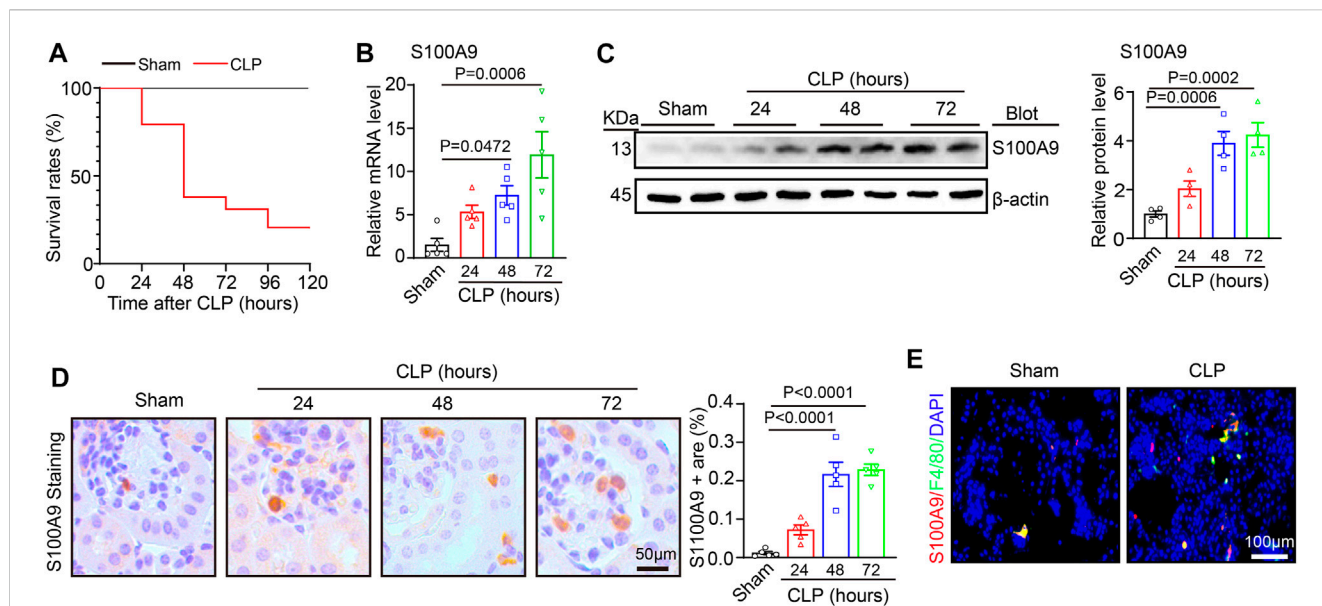 A
Sham
CLP
Survival rates (%)
100
50
0
0
24
48
72
96
120
Time after CLP (hours)
B
S100A9
P=0.0006
P=0.0472
Relative mRNA level
20
15
10
5
0
Sham
24
48
72
CLP (hours)
C
CLP (hours)
KDa
Sham
24
48
72
Blot
13
S100A9
45
β-actin
S100A9
P=0.0002
P=0.0006
Relative protein level
6
4
2
0
Sham
24
48
72
CLP (hours)
D
CLP (hours)
Sham
24
48
72
S100A9 Staining
50μm
P<0.0001
P<0.0001
S1100A9 + are (%)
0.4
0.3
0.2
0.1
0.0
Sham
24
48
72
CLP (hours)
E
Sham
CLP
S100A9/F4/80/DAPI
100μm